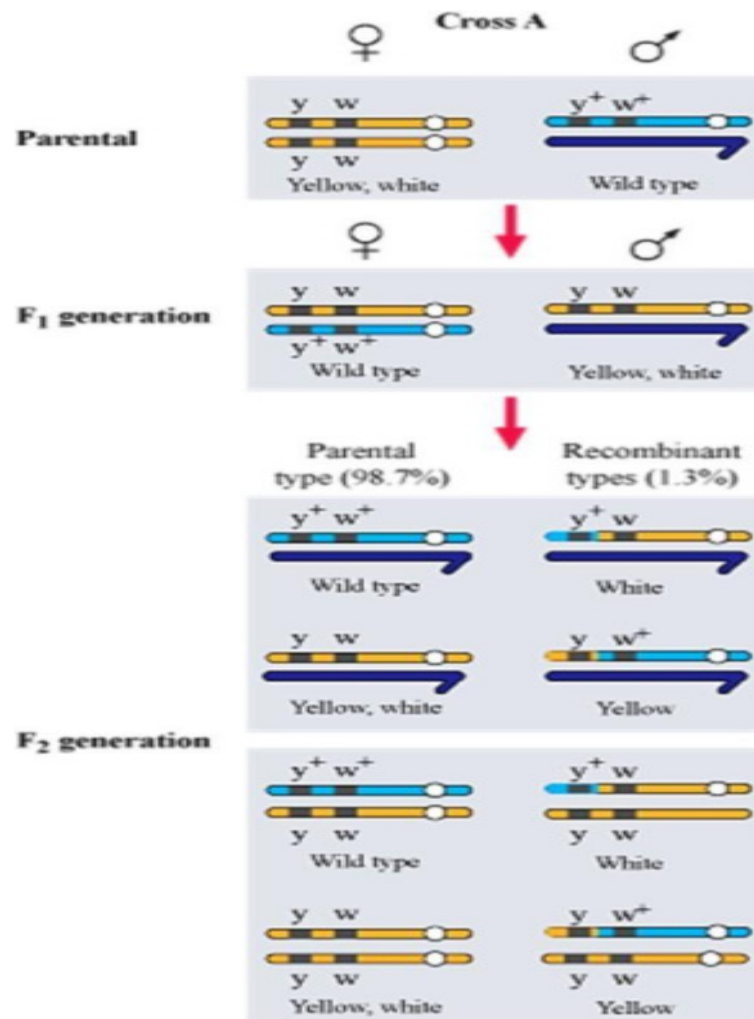 Cross A
♀ ♂
y w y⁺ w⁺
Parental
y w
Yellow, white Wild type
♀ ♂
y w y w
F₁ generation
y⁺ w⁺
Wild type Yellow, white
Parental Recombinant
type (98.7%) types (1.3%)
y⁺ w⁺ y⁺ w
Wild type White
y w y w⁺
Yellow, white Yellow
F₂ generation
y⁺ w⁺ y⁺ w
y w y w
Wild type White
y w y w⁺
y w y w
Yellow, white Yellow